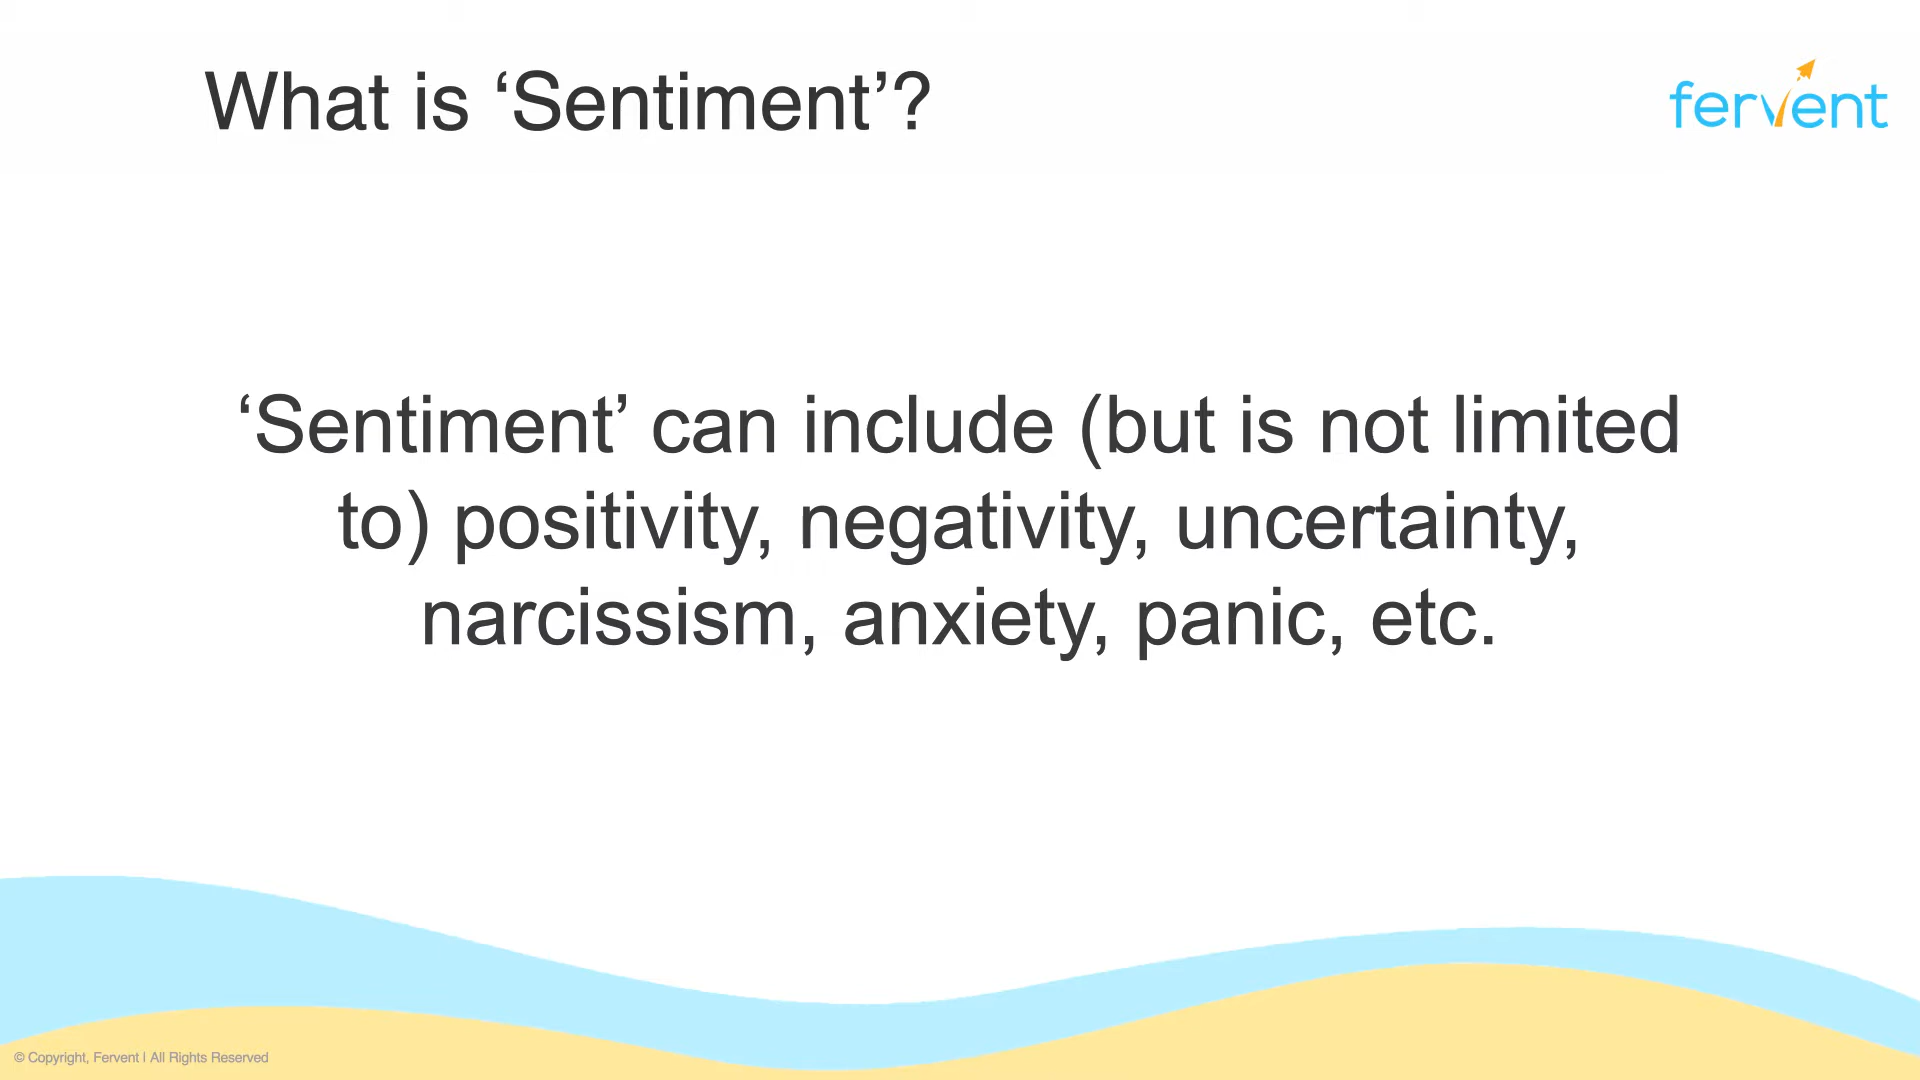 What is ‘Sentiment’?
fervent
‘Sentiment’ can include (but is not limited
to) positivity, negativity, uncertainty,
narcissism, anxiety, panic, etc.
© Copyright, Fervent | All Rights Reserved